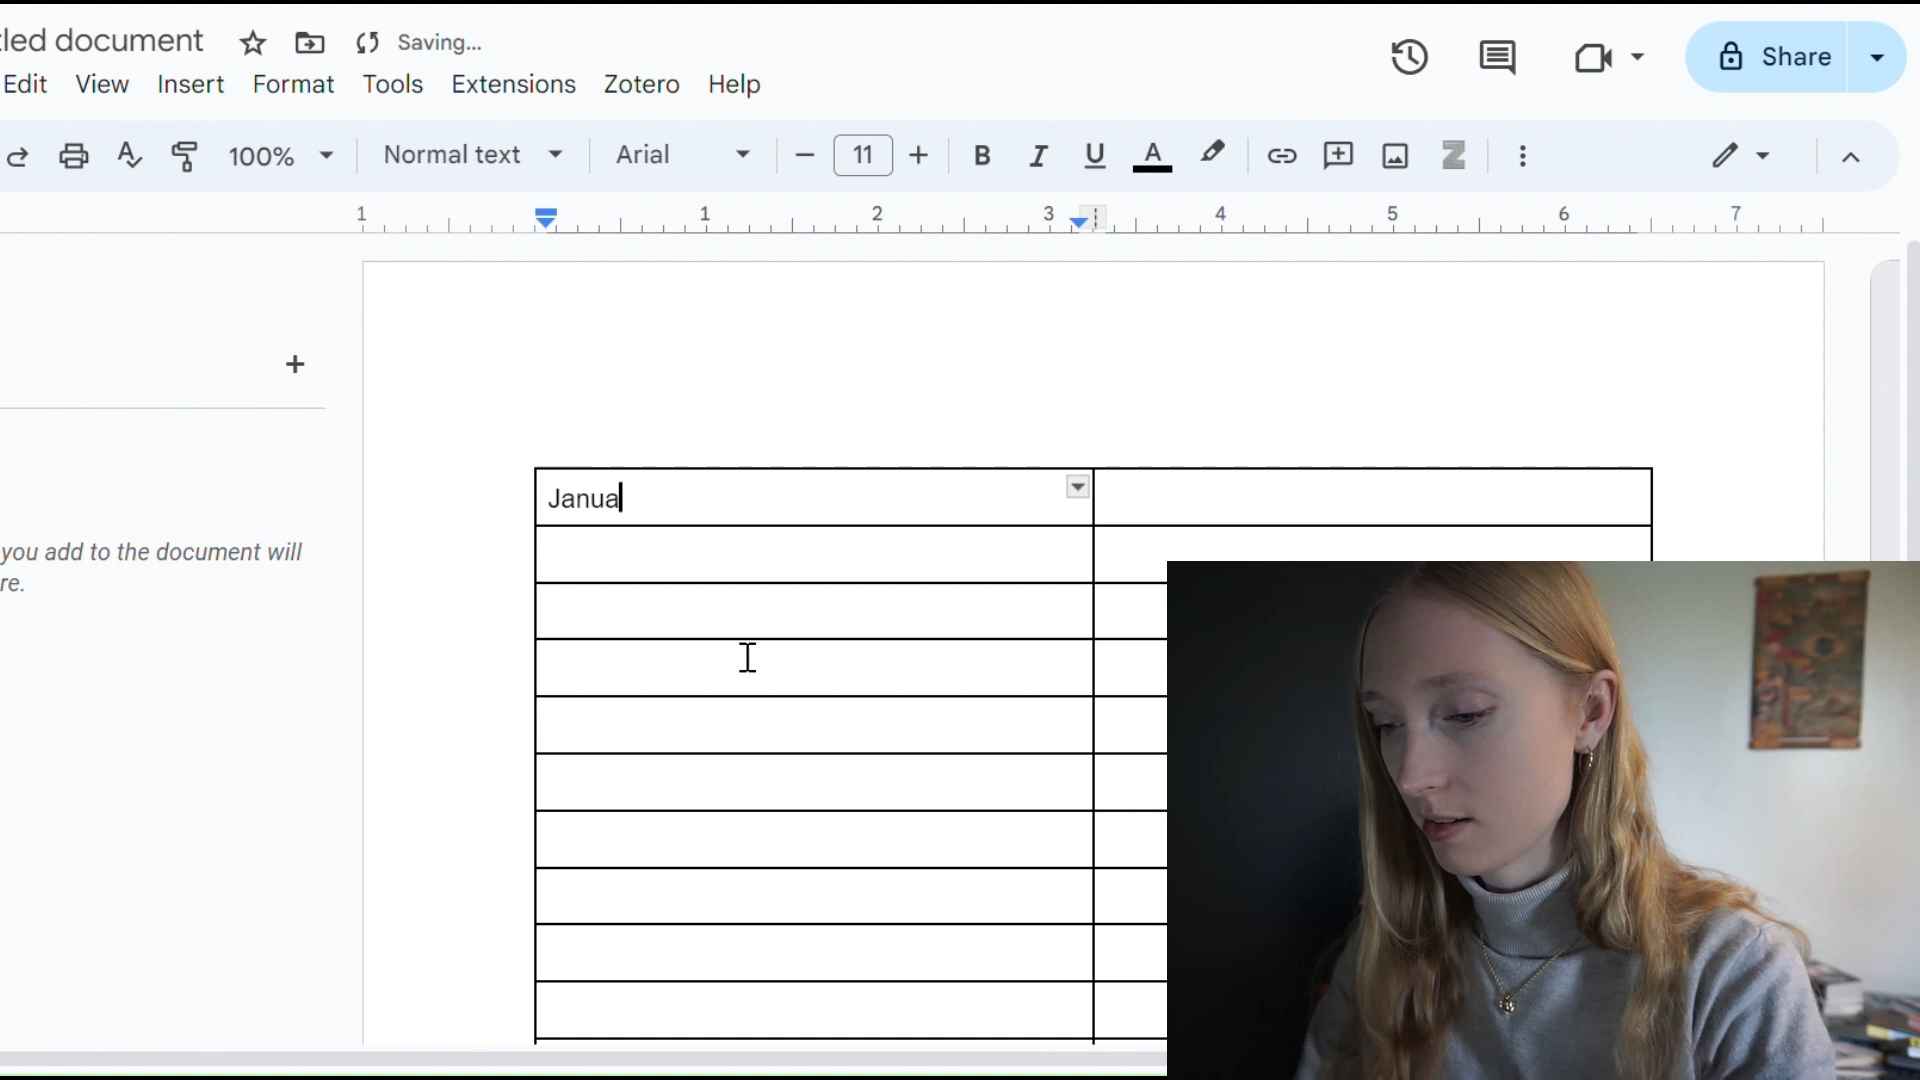 tled document Saving...
Edit View Insert Format Tools Extensions Zotero Help
Share
100% Normal text Arial 11 B I U A Z
1 1 2 3 4 5 6 7
you add to the document will
re.
Janua